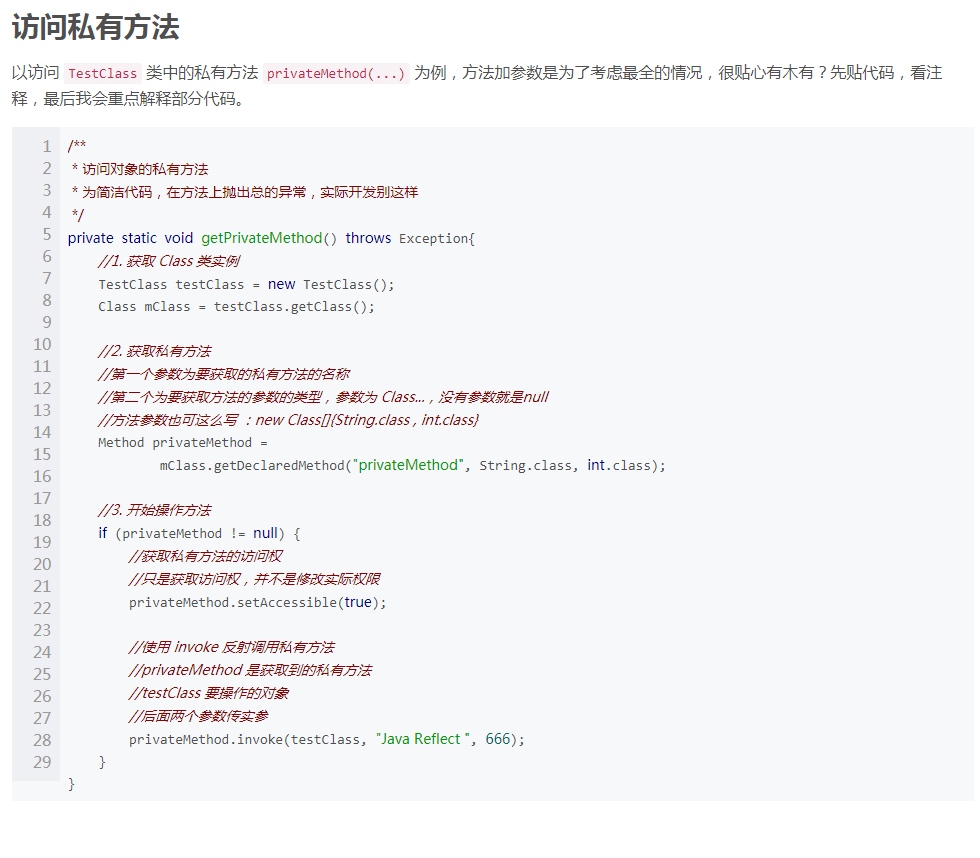 访问私有方法
以访问 TestClass 类中的私有方法 privateMethod(...) 为例，方法加参数是为了考虑最全的情况，很贴心有木有？先贴代码，看注
释，最后我会重点解释部分代码。
1 /**
2 * 访问对象的私有方法
3 * 为简洁代码，在方法上抛出总的异常，实际开发别这样
4 */
5 private static void getPrivateMethod() throws Exception{
6 //1. 获取 Class 类实例
7 TestClass testClass = new TestClass();
8 Class mClass = testClass.getClass();
9
10 //2. 获取私有方法
11 //第一个参数为要获取的私有方法的名称
12 //第二个为要获取方法的参数的类型，参数为 Class...，没有参数就是null
13 //方法参数也可这么写 ：new Class[]{String.class , int.class}
14 Method privateMethod =
15 mClass.getDeclaredMethod("privateMethod", String.class, int.class);
16
17 //3. 开始操作方法
18 if (privateMethod != null) {
19 //获取私有方法的访问权
20 //只是获取访问权，并不是修改实际权限
21 privateMethod.setAccessible(true);
22
23 //使用 invoke 反射调用私有方法
24 //privateMethod 是获取到的私有方法
25 //testClass 要操作的对象
26 //后面两个参数传实参
27 privateMethod.invoke(testClass, "Java Reflect ", 666);
28 }
29 }